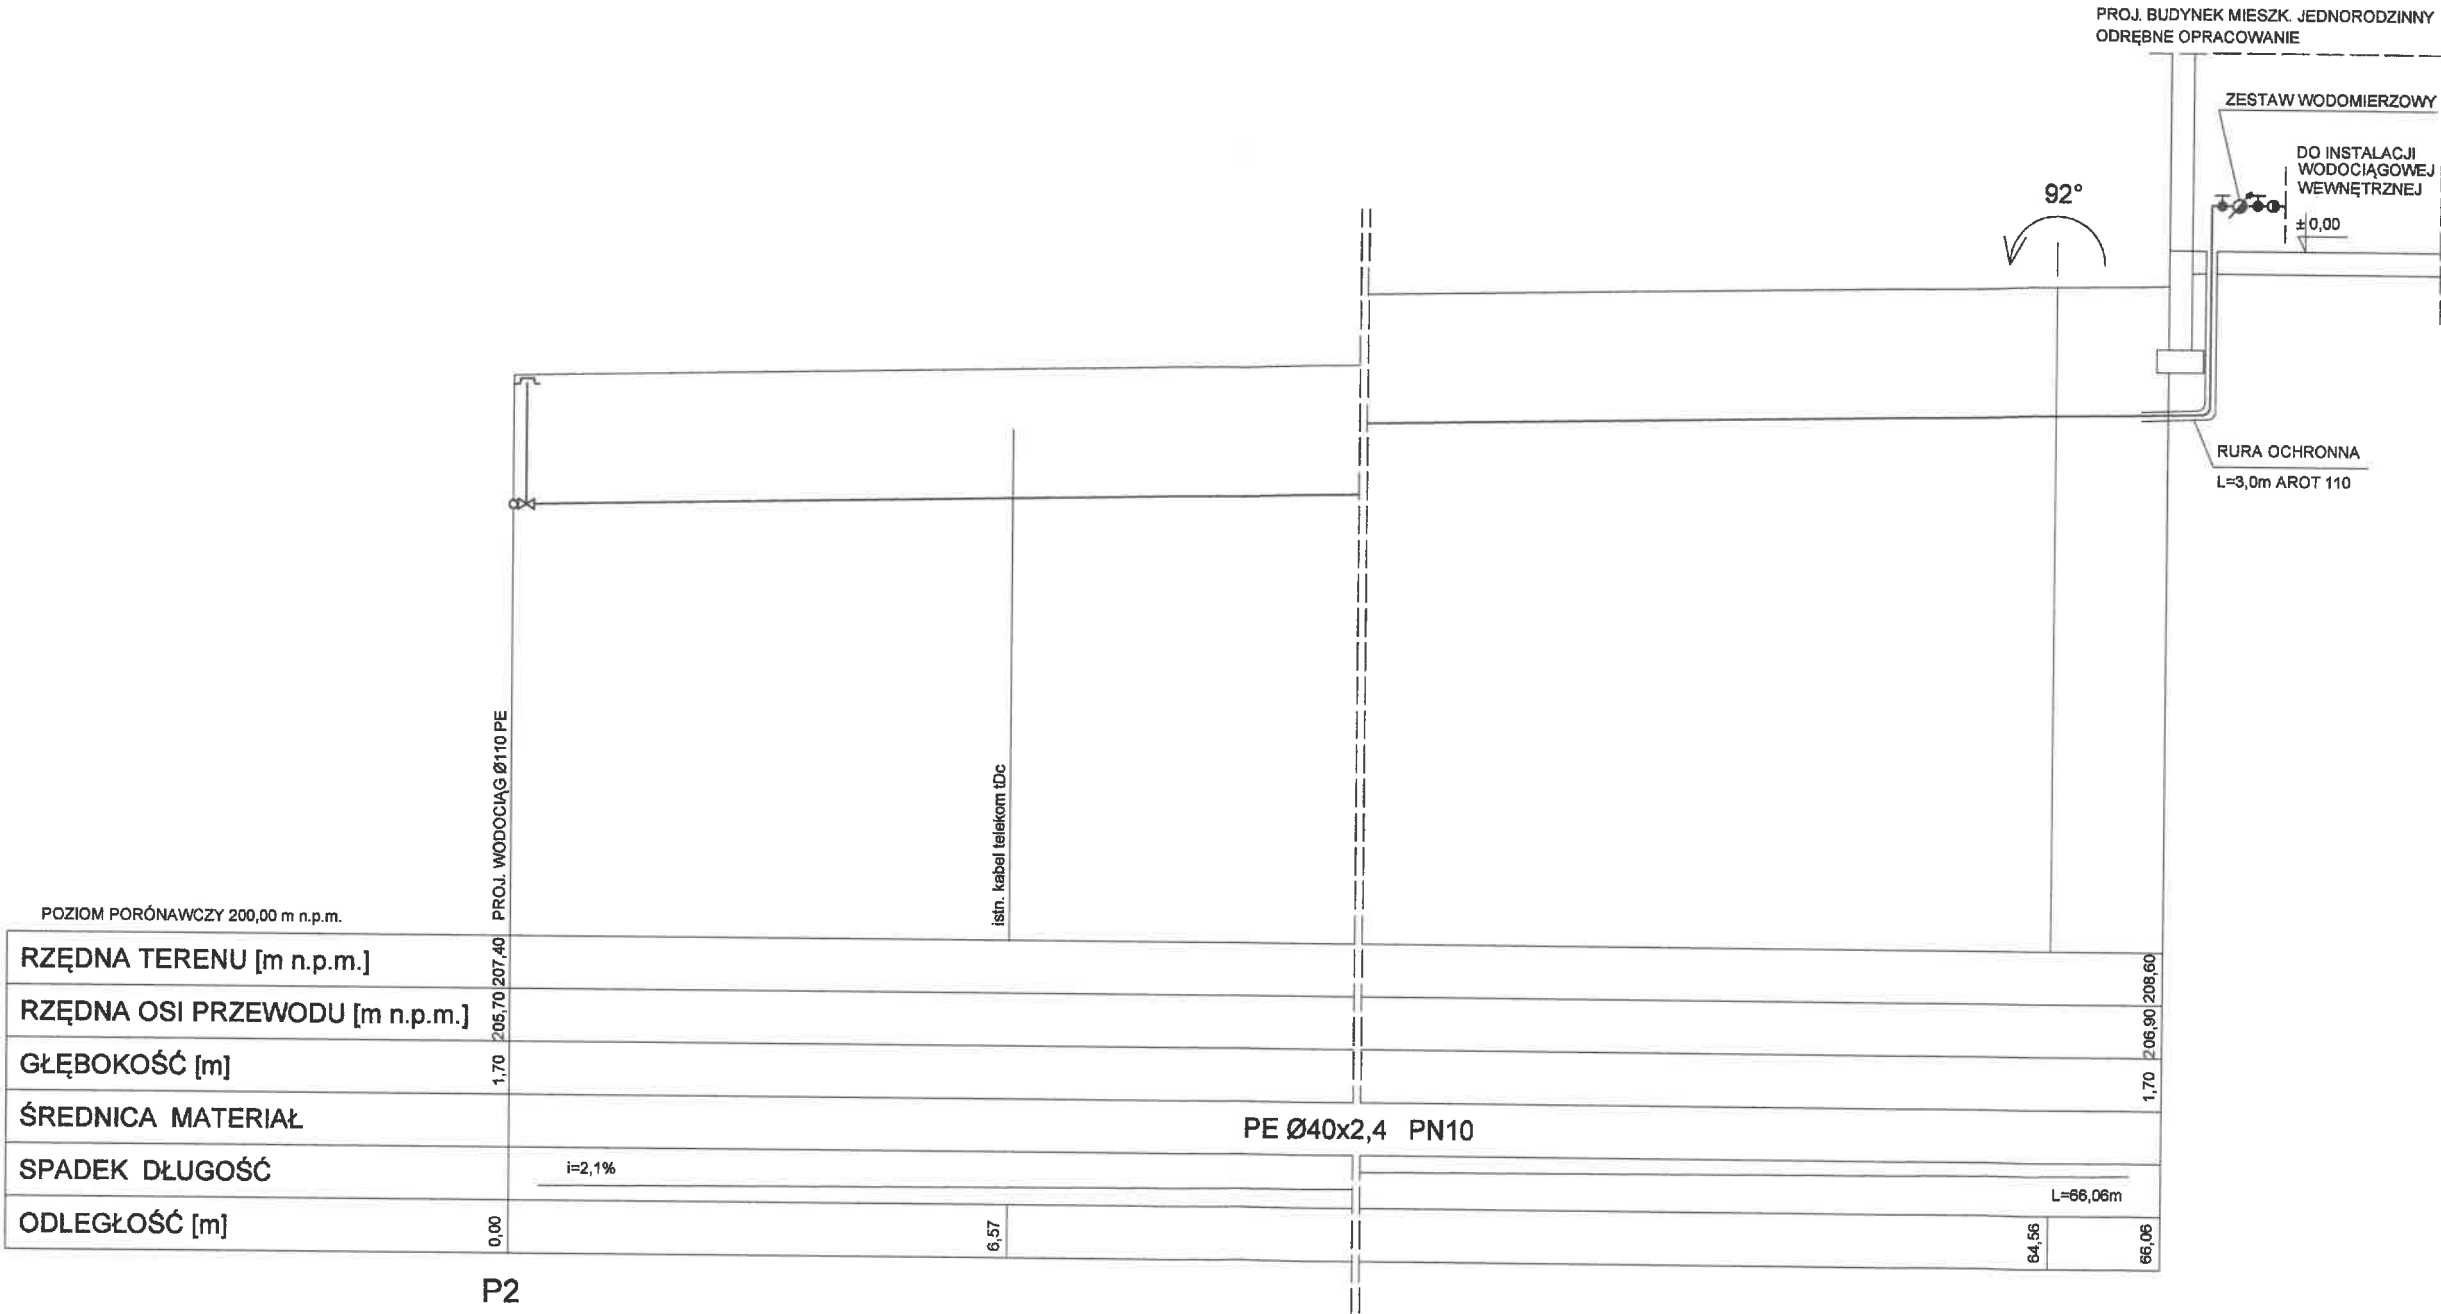 PROJ. BUDYNEK MIESZK. JEDNORODZINNY
ODRĘBNE OPRACOWANIE
ZESTAW WODOMIERZOWY
DO INSTALACJI
WODOCIĄGOWEJ
WEWNĘTRZNEJ
±0,00
92°
RURA OCHRONNA
L=3,0m AROT 110
PROJ. WODOCIĄG Ø110 PE
istn. kabel telekom tDc
POZIOM PORÓNAWCZY 200,00 m n.p.m.
RZĘDNA TERENU [m n.p.m.] 207,40 208,60
RZĘDNA OSI PRZEWODU [m n.p.m.] 205,70 206,90
GŁĘBOKOŚĆ [m] 1,70 1,70
ŚREDNICA MATERIAŁ PE Ø40x2,4 PN10
SPADEK DŁUGOŚĆ i=2,1% L=66,06m
ODLEGŁOŚĆ [m] 0,00 6,57 64,56 66,06
P2